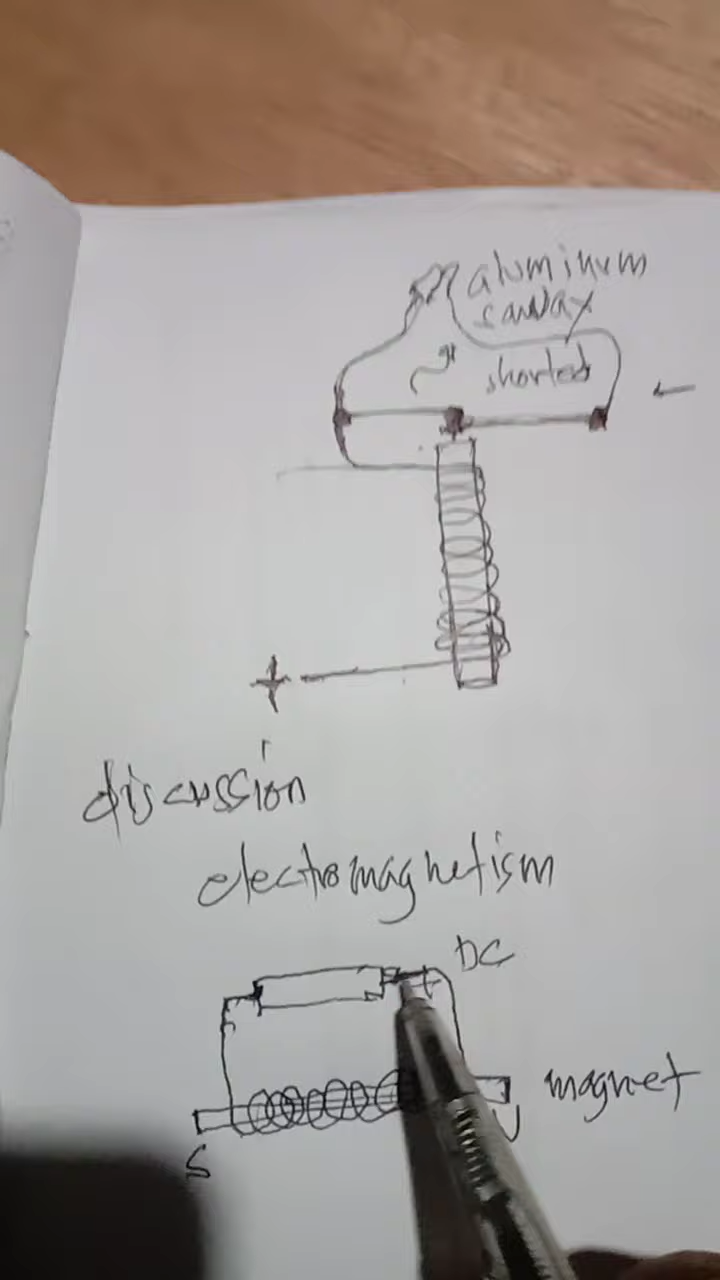 aluminum
shorted
+
discussion
electromagnetism
DC
+
magnet
S